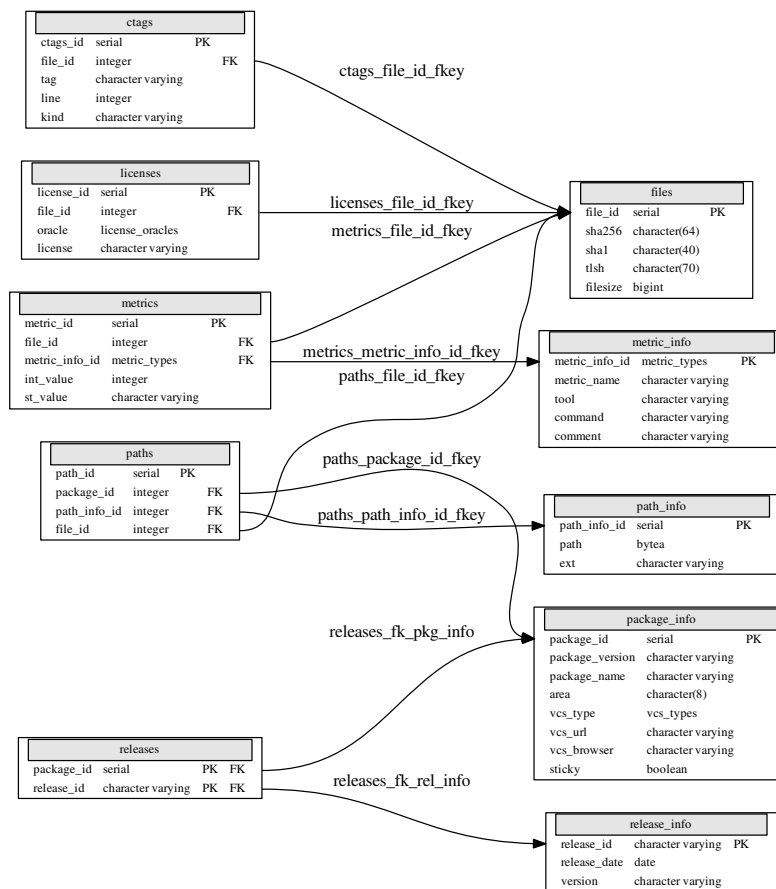 ctags
ctags_id serial PK
file_id integer FK
tag character varying
line integer
kind character varying
ctags_file_id_fkey
licenses
license_id serial PK
file_id integer FK
oracle license_oracles
license character varying
licenses_file_id_fkey
metrics_file_id_fkey
files
file_id serial PK
sha256 character(64)
sha1 character(40)
tlsh character(70)
filesize bigint
metrics
metric_id serial PK
file_id integer FK
metric_info_id metric_types FK
int_value integer
st_value character varying
metrics_metric_info_id_fkey
paths_file_id_fkey
metric_info
metric_info_id metric_types PK
metric_name character varying
tool character varying
command character varying
comment character varying
paths
path_id serial PK
package_id integer FK
path_info_id integer FK
file_id integer FK
paths_package_id_fkey
paths_path_info_id_fkey
path_info
path_info_id serial PK
path bytea
ext character varying
package_info
package_id serial PK
package_version character varying
package_name character varying
area character(8)
vcs_type vcs_types
vcs_url character varying
vcs_browser character varying
sticky boolean
releases_fk_pkg_info
releases
package_id serial PK FK
release_id character varying PK FK
releases_fk_rel_info
release_info
release_id character varying PK
release_date date
version character varying